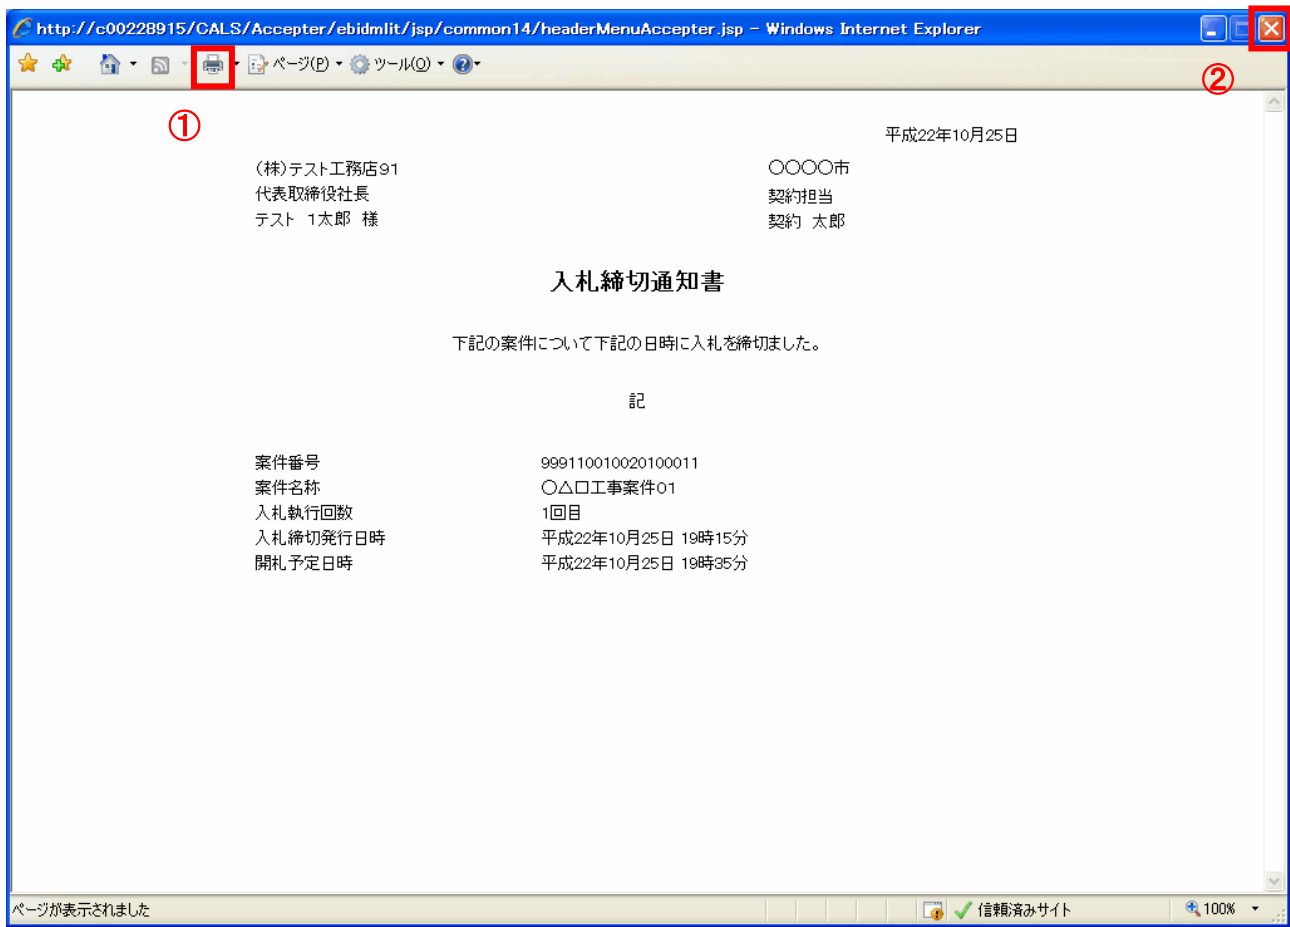 http://c00228915/CALS/Accepter/ebidmlit/jsp/common14/headerMenuAccepter.jsp - Windows Internet Explorer
ページ(P) ツール(O)
①
②
平成22年10月25日
(株)テスト工務店91
代表取締役社長
テスト 1太郎 様
○○○○市
契約担当
契約 太郎
入札締切通知書
下記の案件について下記の日時に入札を締切ました。
記
案件番号 999110010020100011
案件名称 ○△口工事案件01
入札執行回数 1回目
入札締切発行日時 平成22年10月25日 19時15分
開札予定日時 平成22年10月25日 19時35分
ページが表示されました 信頼済みサイト 100%